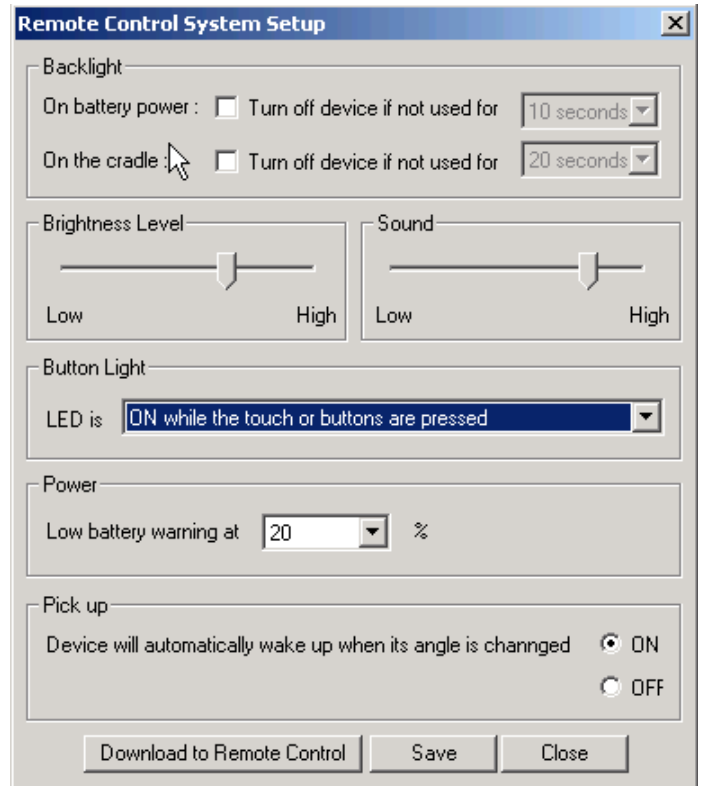 Remote Control System Setup
Backlight
On battery power : Turn off device if not used for 10 seconds
On the cradle : Turn off device if not used for 20 seconds
Brightness Level
Sound
Low High
Low High
Button Light
LED is ON while the touch or buttons are pressed
Power
Low battery warning at 20 %
Pick up
Device will automatically wake up when its angle is channged ON
OFF
Download to Remote Control Save Close